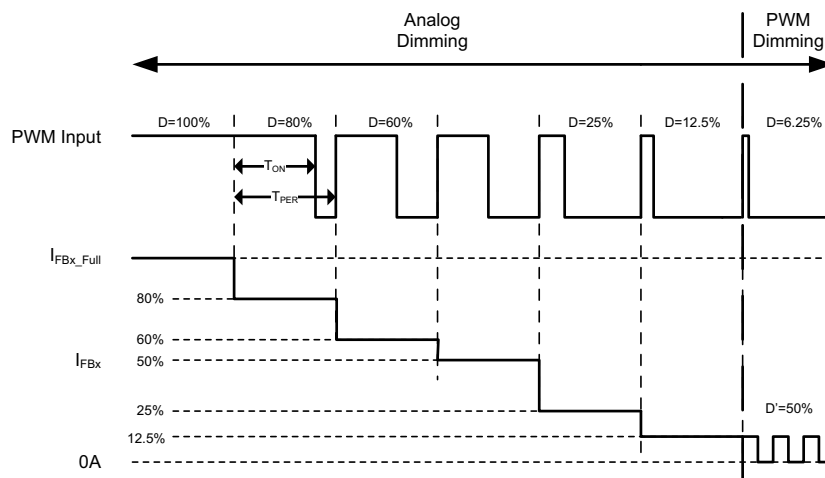 Analog
Dimming
PWM
Dimming
D=100%
D=80%
D=60%
D=25%
D=12.5%
D=6.25%
PWM Input
TON
TPER
IFBx_Full
80%
60%
IFBx
50%
25%
D'=50%
12.5%
0A